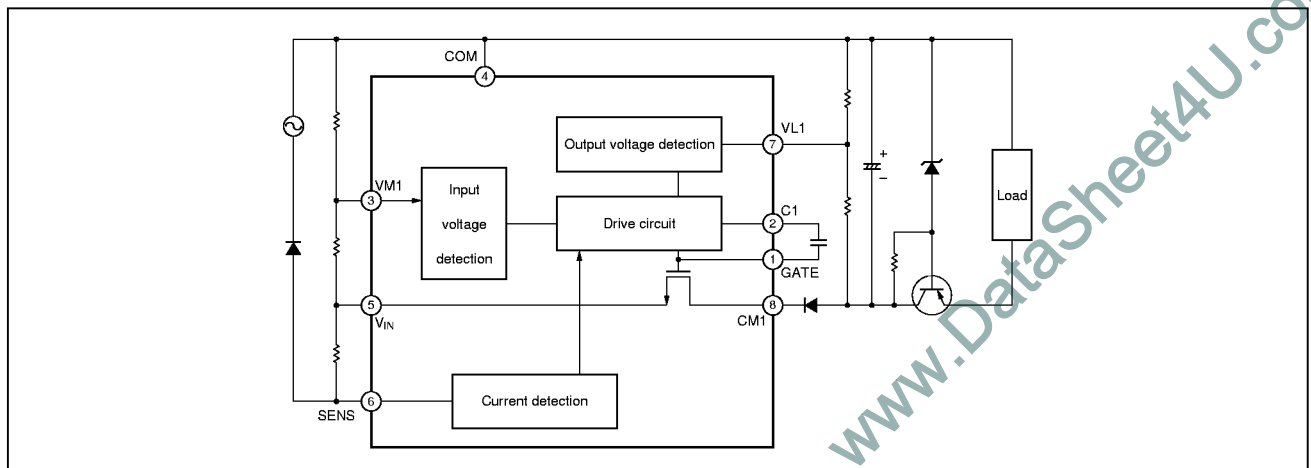 COM
4
VL1
Output voltage detection
7
VM1
3
Input
voltage
detection
C1
Drive circuit
2
Load
1
GATE
5
VIN
8
CM1
+
−
Current detection
SENS
6
www.DataSheet4U.co